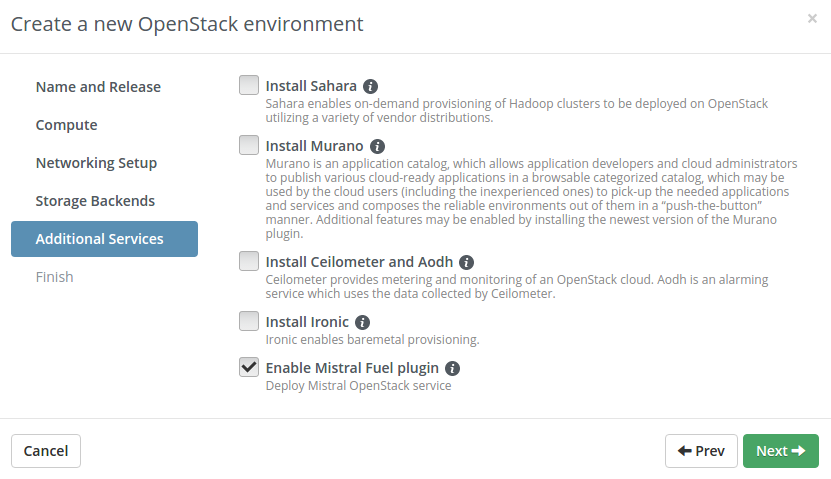 Create a new OpenStack environment
×
Name and Release
Compute
Networking Setup
Storage Backends
Additional Services
Finish
Install Sahara
Sahara enables on-demand provisioning of Hadoop clusters to be deployed on OpenStack
utilizing a variety of vendor distributions.
Install Murano
Murano is an application catalog, which allows application developers and cloud administrators
to publish various cloud-ready applications in a browsable categorized catalog, which may be
used by the cloud users (including the inexperienced ones) to pick-up the needed applications
and services and composes the reliable environments out of them in a “push-the-button”
manner. Additional features may be enabled by installing the newest version of the Murano
plugin.
Install Ceilometer and Aodh
Ceilometer provides metering and monitoring of an OpenStack cloud. Aodh is an alarming
service which uses the data collected by Ceilometer.
Install Ironic
Ironic enables baremetal provisioning.
Enable Mistral Fuel plugin
Deploy Mistral OpenStack service
Cancel
Prev
Next